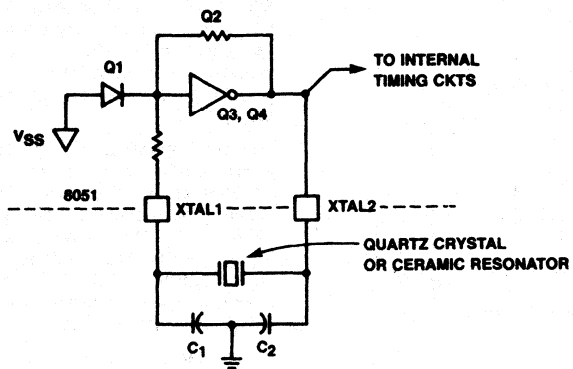 Q2
TO INTERNAL
TIMING CKTS
Q1
Q3, Q4
VSS
8051
XTAL1
XTAL2
QUARTZ CRYSTAL
OR CERAMIC RESONATOR
C1
C2